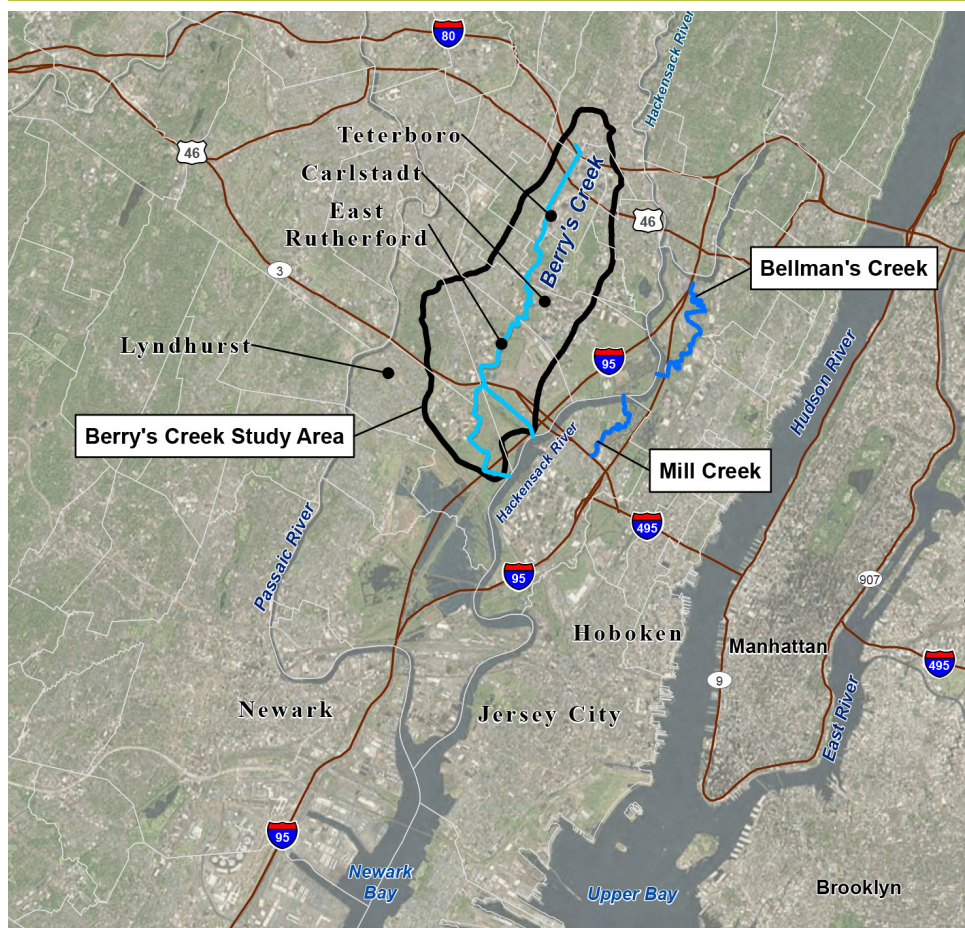 80
Hackensack River
Teterboro
46
Carlstadt
East
Rutherford
Berry's Creek
46
Bellman's Creek
3
Lyndhurst
95
Hudson River
Berry's Creek Study Area
Hackensack River
Mill Creek
495
Passaic River
95
907
Hoboken
Manhattan
495
9
Newark
Jersey City
East River
95
Newark
Bay
Upper Bay
Brooklyn